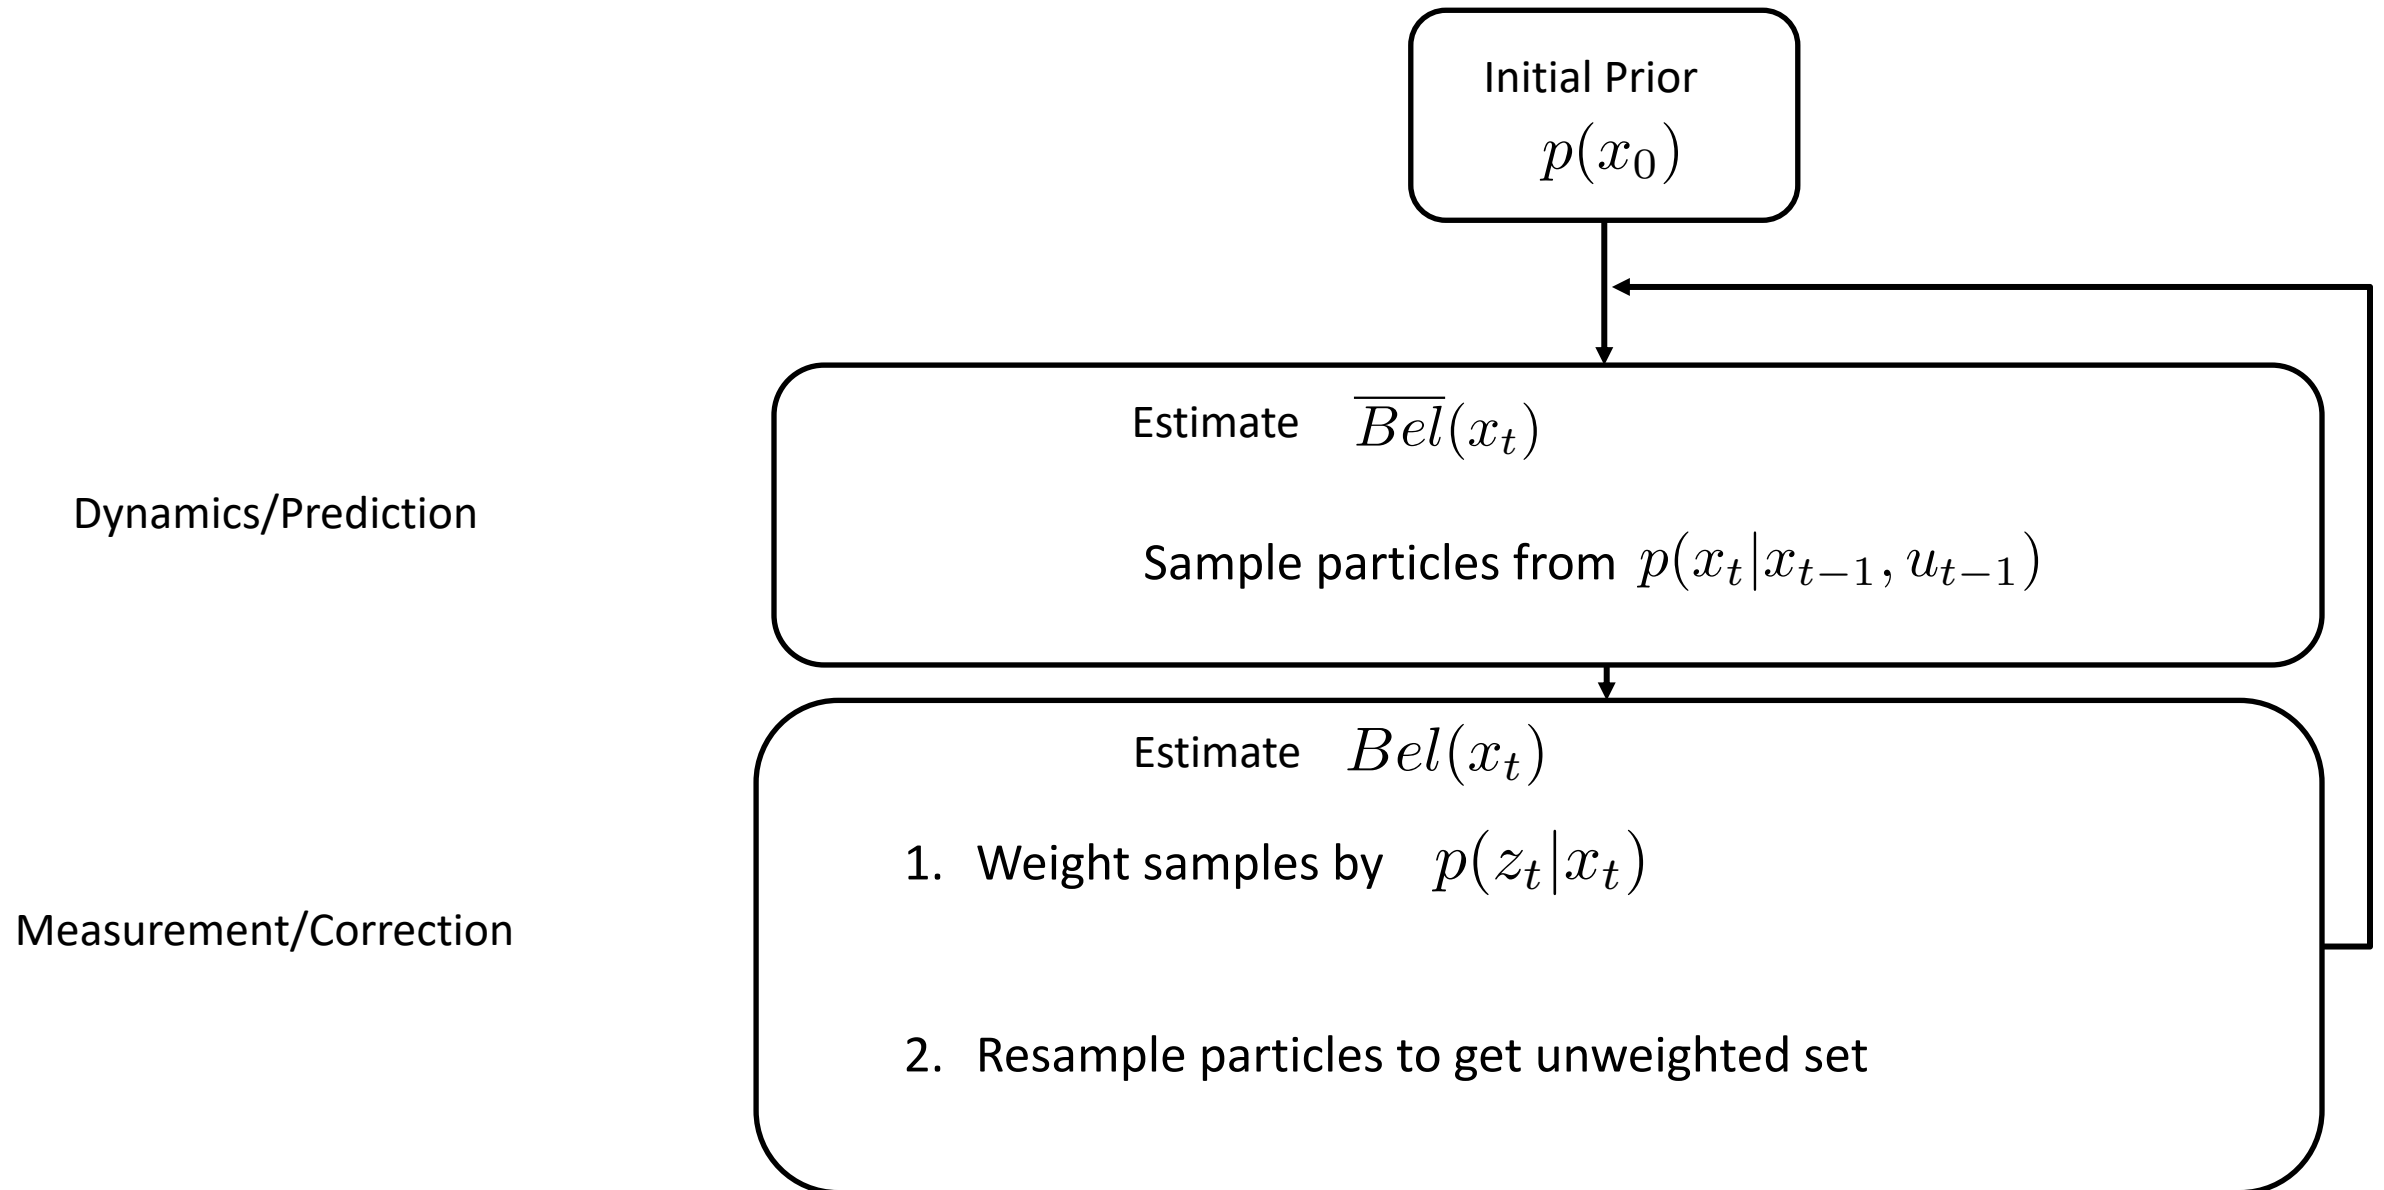 Initial Prior
p(x_0)
Estimate \overline{Bel}(x_t)
Dynamics/Prediction
Sample particles from p(x_t|x_{t-1}, u_{t-1})
Estimate Bel(x_t)
1. Weight samples by p(z_t|x_t)
Measurement/Correction
2. Resample particles to get unweighted set